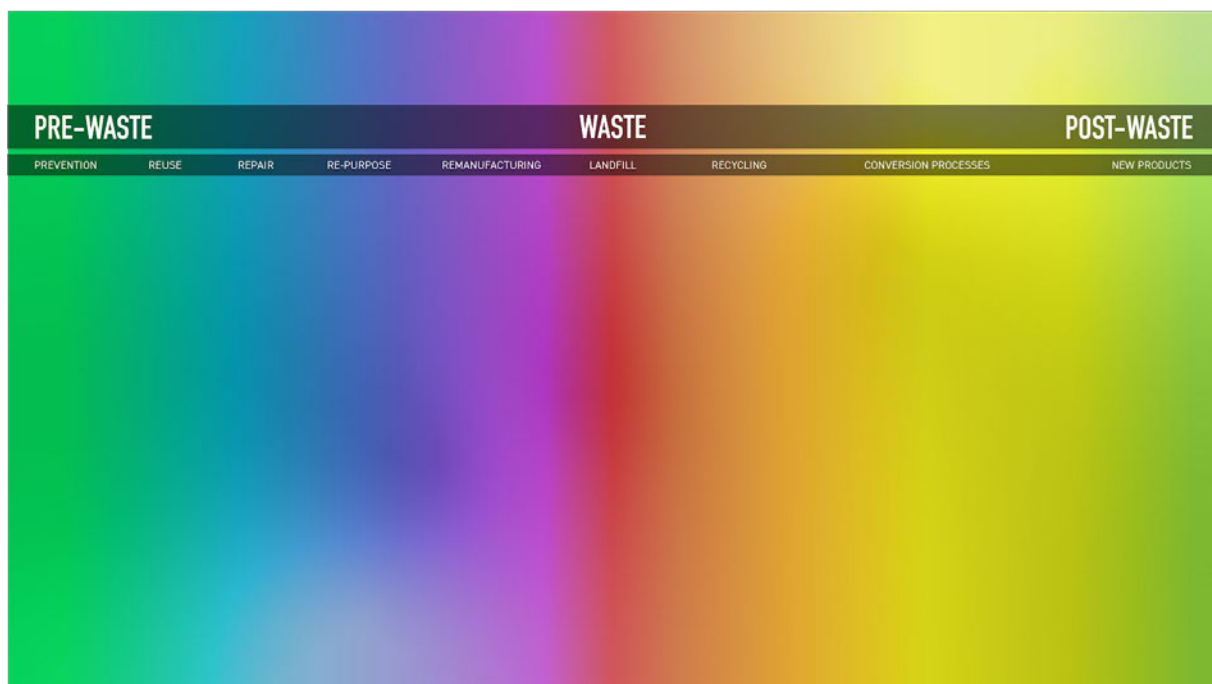 PRE-WASTE WASTE POST-WASTE
PREVENTION REUSE REPAIR RE-PURPOSE REMANUFACTURING LANDFILL RECYCLING CONVERSION PROCESSES NEW PRODUCTS